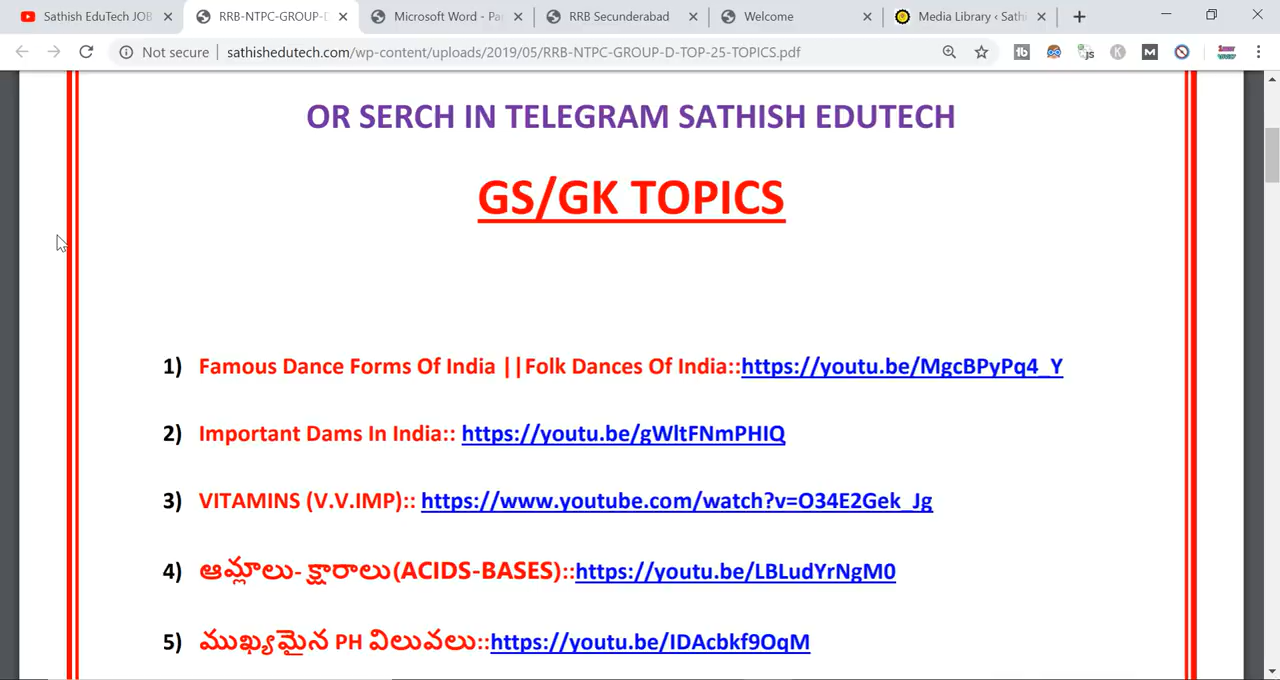 Sathish EduTech JOB
RRB-NTPC-GROUP-D
Microsoft Word - Pa
RRB Secunderabad
Welcome
Media Library ‹ Sathi
Not secure
sathishedutech.com/wp-content/uploads/2019/05/RRB-NTPC-GROUP-D-TOP-25-TOPICS.pdf
OR SERCH IN TELEGRAM SATHISH EDUTECH
GS/GK TOPICS
1) Famous Dance Forms Of India ||Folk Dances Of India::https://youtu.be/MgcBPyPq4_Y
2) Important Dams In India:: https://youtu.be/gWltFNmPHIQ
3) VITAMINS (V.V.IMP):: https://www.youtube.com/watch?v=O34E2Gek_Jg
4) ఆమ్లాలు- క్షారాలు(ACIDS-BASES)::https://youtu.be/LBLudYrNgM0
5) ముఖ్యమైన PH విలువలు::https://youtu.be/IDAcbkf9OqM